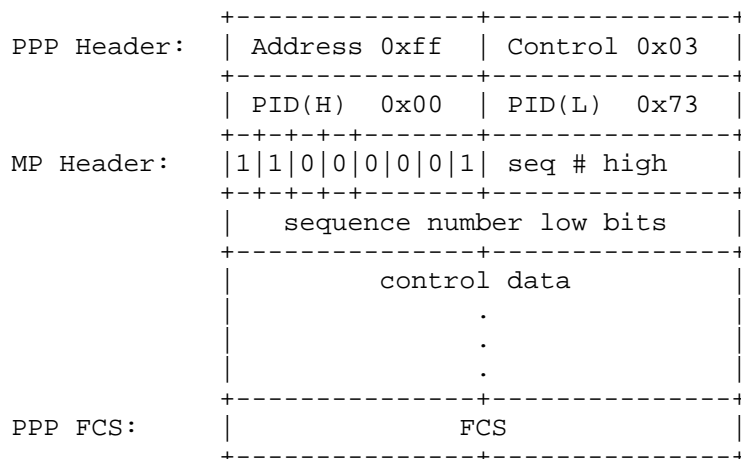 +---------------+---------------+
PPP Header:   | Address 0xff  | Control 0x03  |
              +---------------+---------------+
              | PID(H)  0x00  | PID(L)  0x73  |
              +-+-+-+-+-------+---------------+
MP Header:    |1|1|0|0|0|0|0|1| seq # high    |
              +-+-+-+-+-------+---------------+
              |   sequence number low bits    |
              +---------------+---------------+
              |         control data          |
              |               .               |
              |               .               |
              |               .               |
              +---------------+---------------+
PPP FCS:      |              FCS              |
              +---------------+---------------+